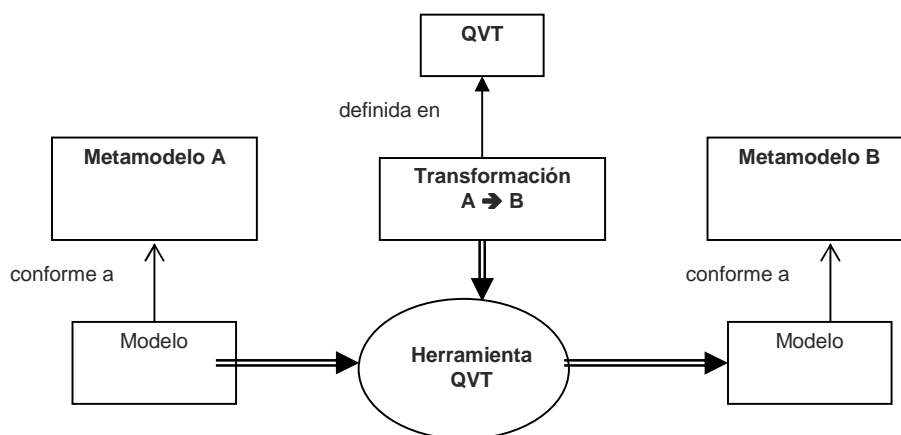 QVT
definida en
Metamodelo A
Transformación
A ➔ B
Metamodelo B
conforme a
conforme a
Modelo
Herramienta
QVT
Modelo